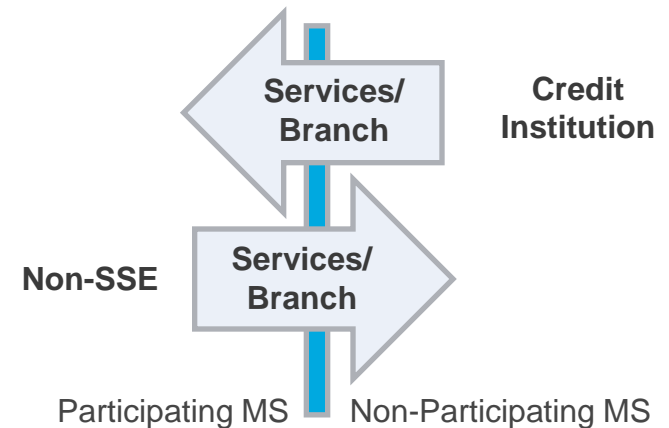 Services/
Branch
Credit
Institution
Non-SSE
Services/
Branch
Participating MS
Non-Participating MS